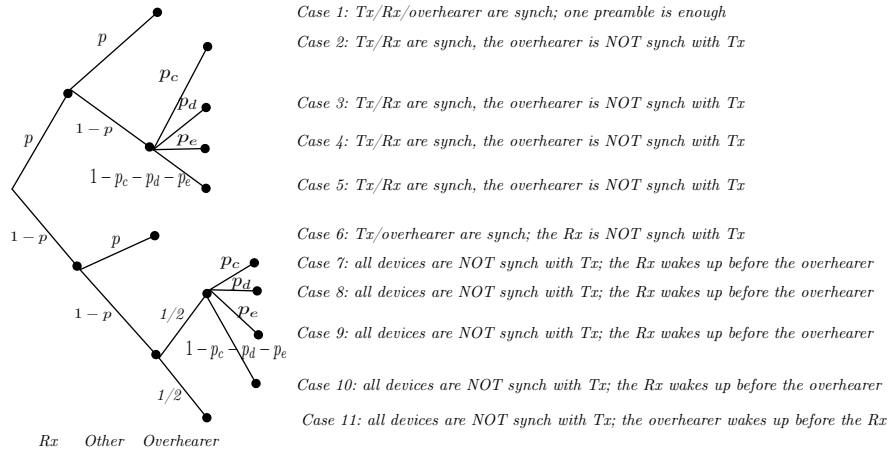 Case 1: Tx/Rx/overhearer are synch; one preamble is enough
p
Case 2: Tx/Rx are synch, the overhearer is NOT synch with Tx
p_c
Case 3: Tx/Rx are synch, the overhearer is NOT synch with Tx
p_d
1 − p
p
p_e
Case 4: Tx/Rx are synch, the overhearer is NOT synch with Tx
1 − p_c − p_d − p_e
Case 5: Tx/Rx are synch, the overhearer is NOT synch with Tx
1 − p
p
Case 6: Tx/overhearer are synch; the Rx is NOT synch with Tx
p_c
Case 7: all devices are NOT synch with Tx; the Rx wakes up before the overhearer
p_d
Case 8: all devices are NOT synch with Tx; the Rx wakes up before the overhearer
1 − p
1/2
p_e
Case 9: all devices are NOT synch with Tx; the Rx wakes up before the overhearer
1 − p_c − p_d − p_e
Case 10: all devices are NOT synch with Tx; the Rx wakes up before the overhearer
1/2
Case 11: all devices are NOT synch with Tx; the overhearer wakes up before the Rx
Rx Other Overhearer